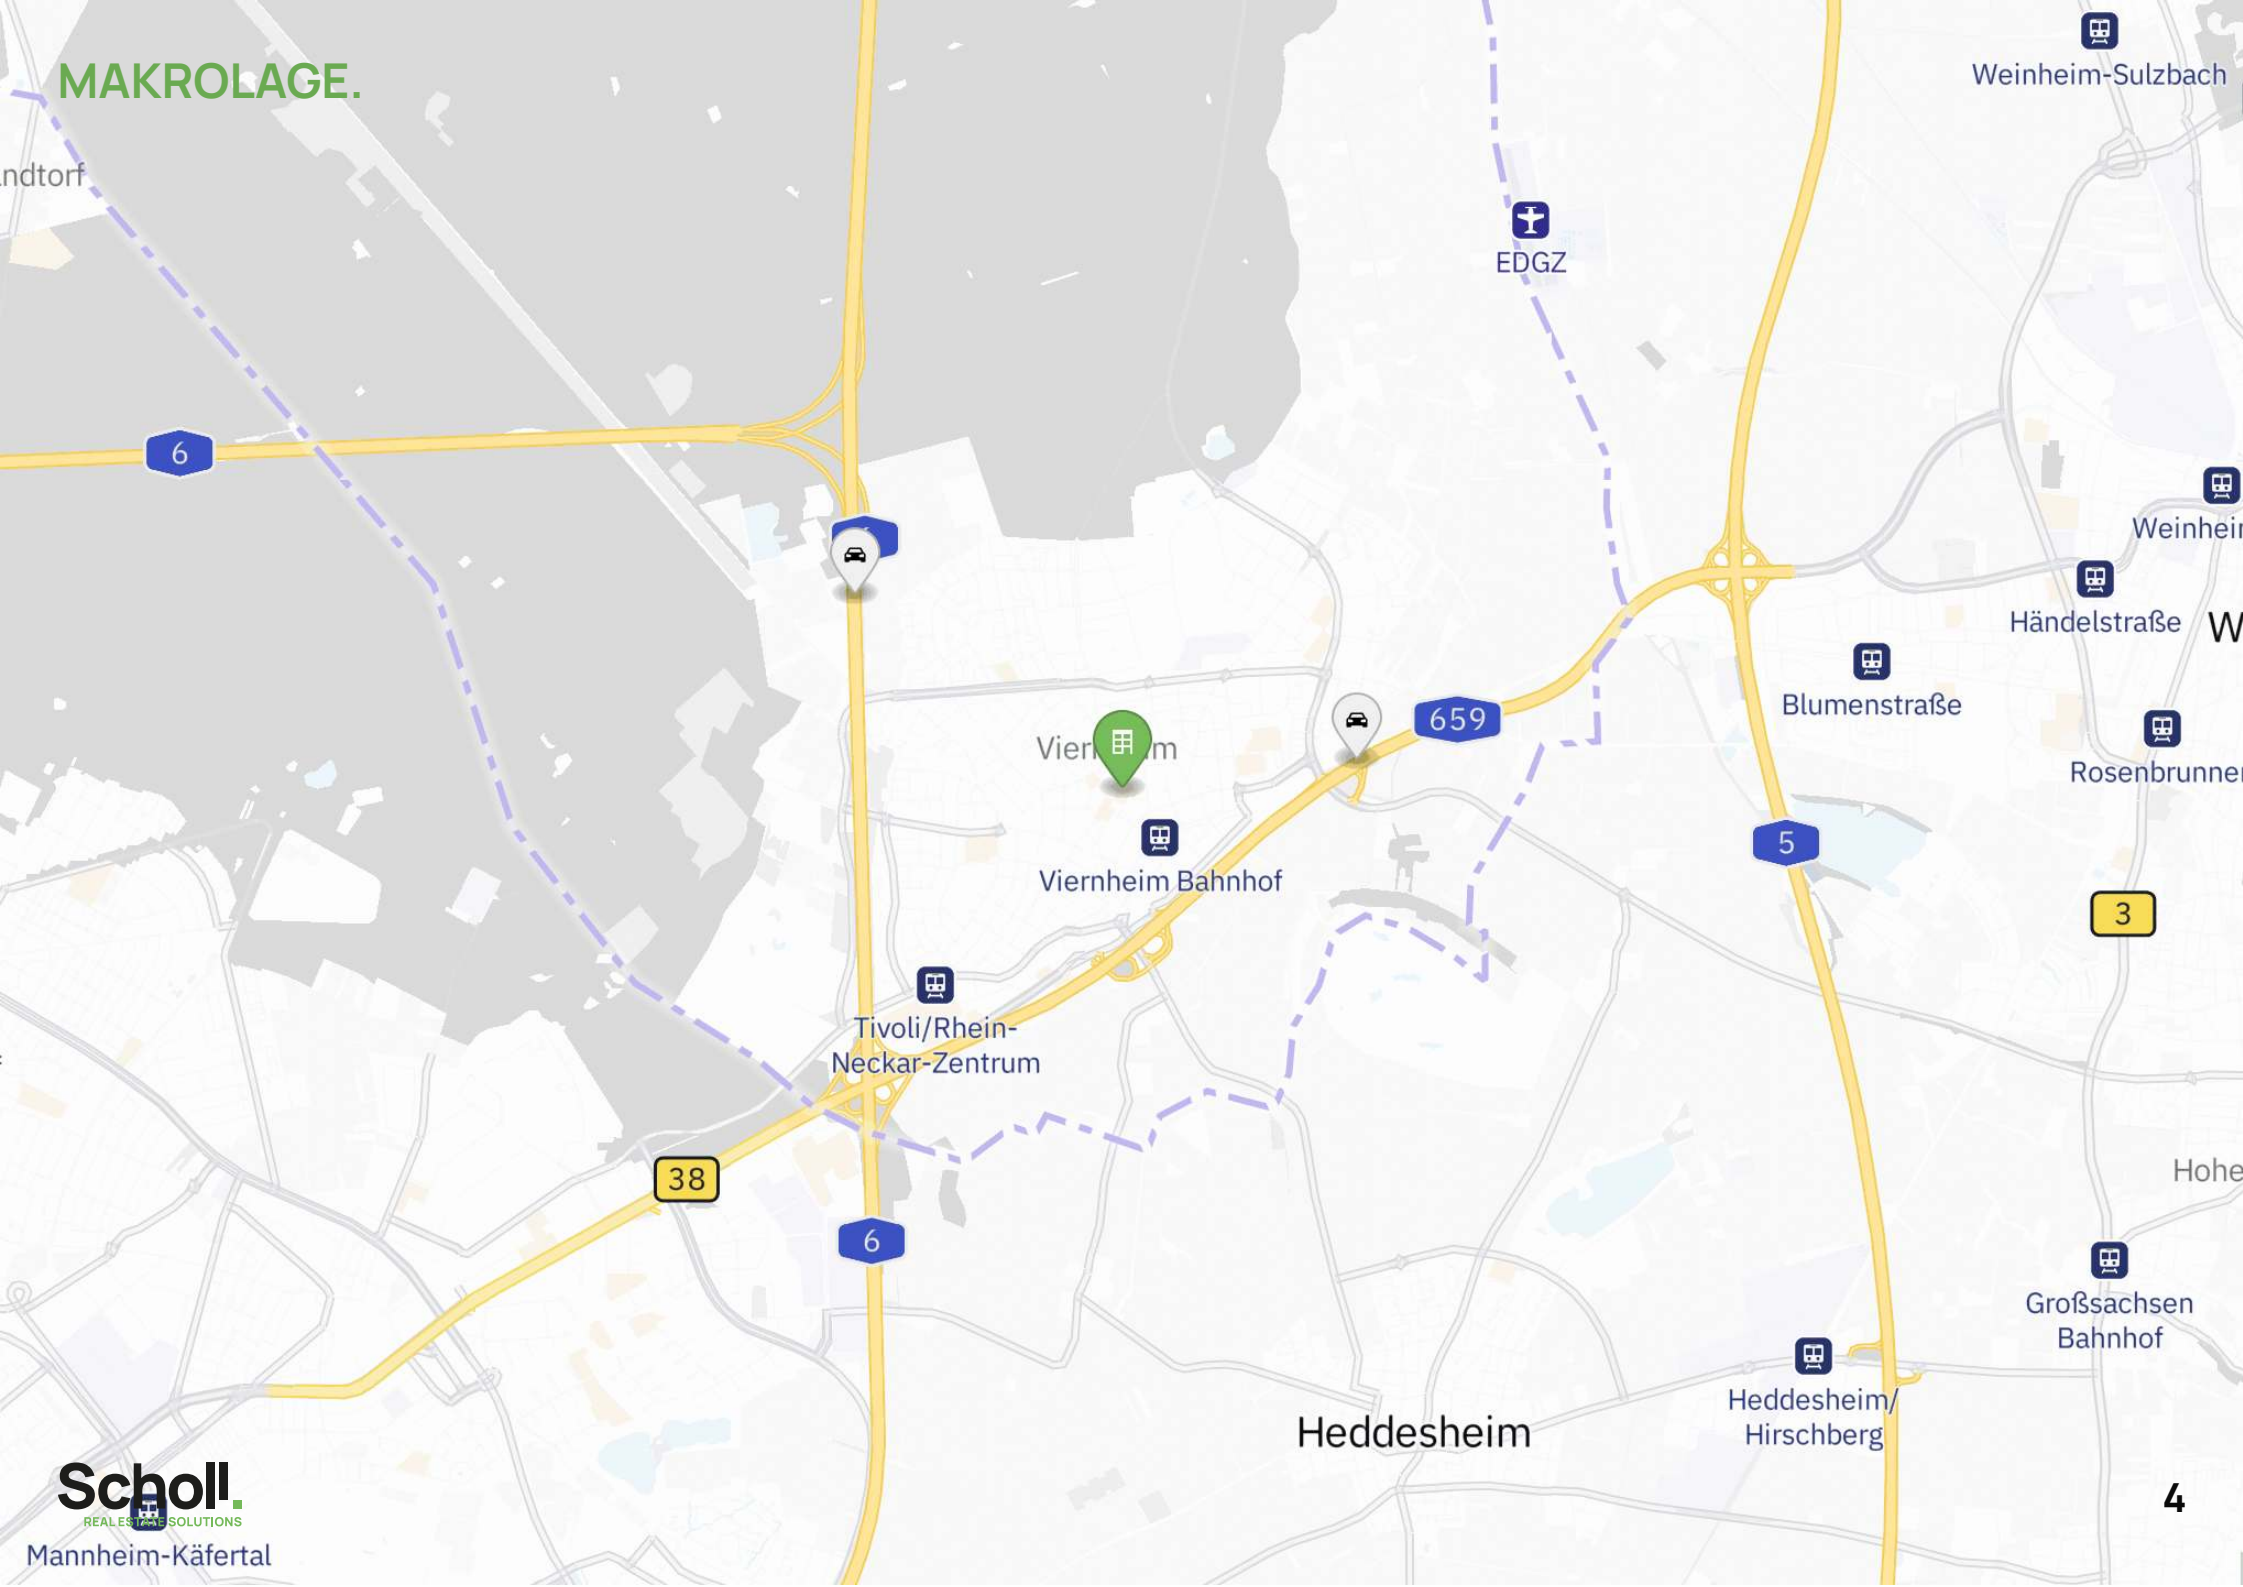 MAKROLAGE.
Weinheim-Sulzbach
ndtorf
EDGZ
6
Weinhei
Händelstraße
W
Blumenstraße
659
Rosenbrunne
Viernheim Bahnhof
5
3
Tivoli/Rhein-
Neckar-Zentrum
38
6
Hohe
Großsachsen
Bahnhof
Heddesheim/
Hirschberg
Heddesheim
Scholl.
REAL ESTATE SOLUTIONS
4
Mannheim-Käfertal